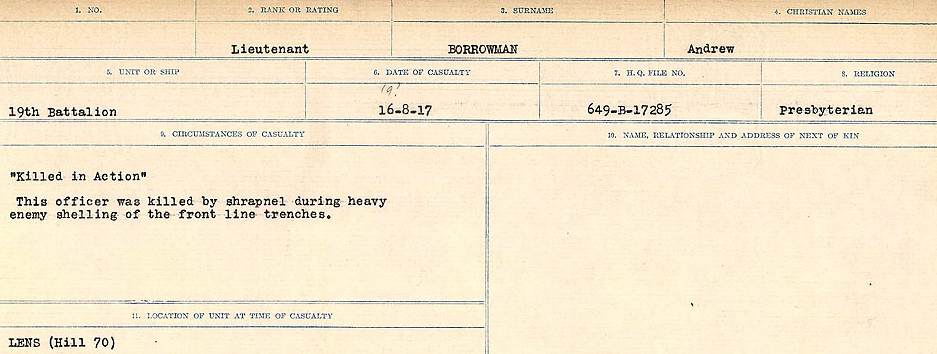 1. NO.
2. RANK OR RATING
3. SURNAME
4. CHRISTIAN NAMES
Lieutenant
BORROWMAN
Andrew
5. UNIT OR SHIP
6. DATE OF CASUALTY
7. H.Q. FILE NO.
8. RELIGION
19th Battalion
16-8-17
649-B-17285
Presbyterian
9. CIRCUMSTANCES OF CASUALTY
10. NAME, RELATIONSHIP AND ADDRESS OF NEXT OF KIN
"Killed in Action"
This officer was killed by shrapnel during heavy
enemy shelling of the front line trenches.
11. LOCATION OF UNIT AT TIME OF CASUALTY
LENS (Hill 70)